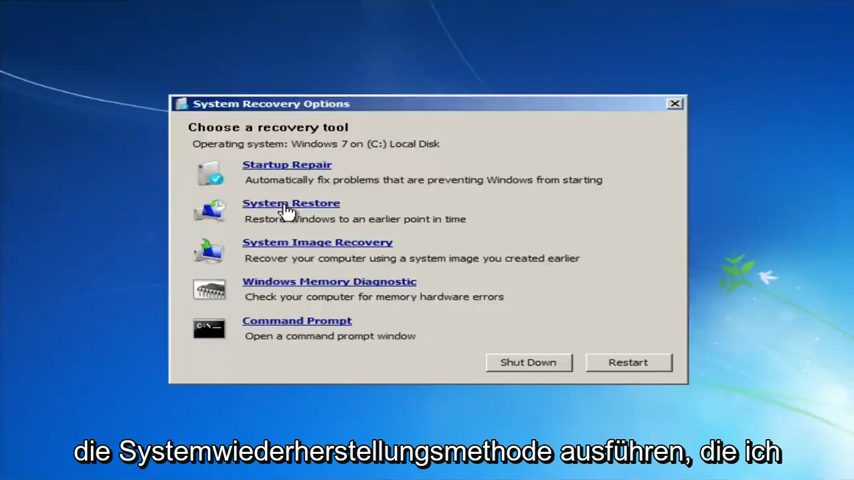 System Recovery Options
Choose a recovery tool
Operating system: Windows 7 on (C:) Local Disk
Startup Repair
Automatically fix problems that are preventing Windows from starting
System Restore
Restore Windows to an earlier point in time
System Image Recovery
Recover your computer using a system image you created earlier
Windows Memory Diagnostic
Check your computer for memory hardware errors
C:\_
Command Prompt
Open a command prompt window
Shut Down Restart
die Systemwiederherstellungsmethode ausführen, die ich